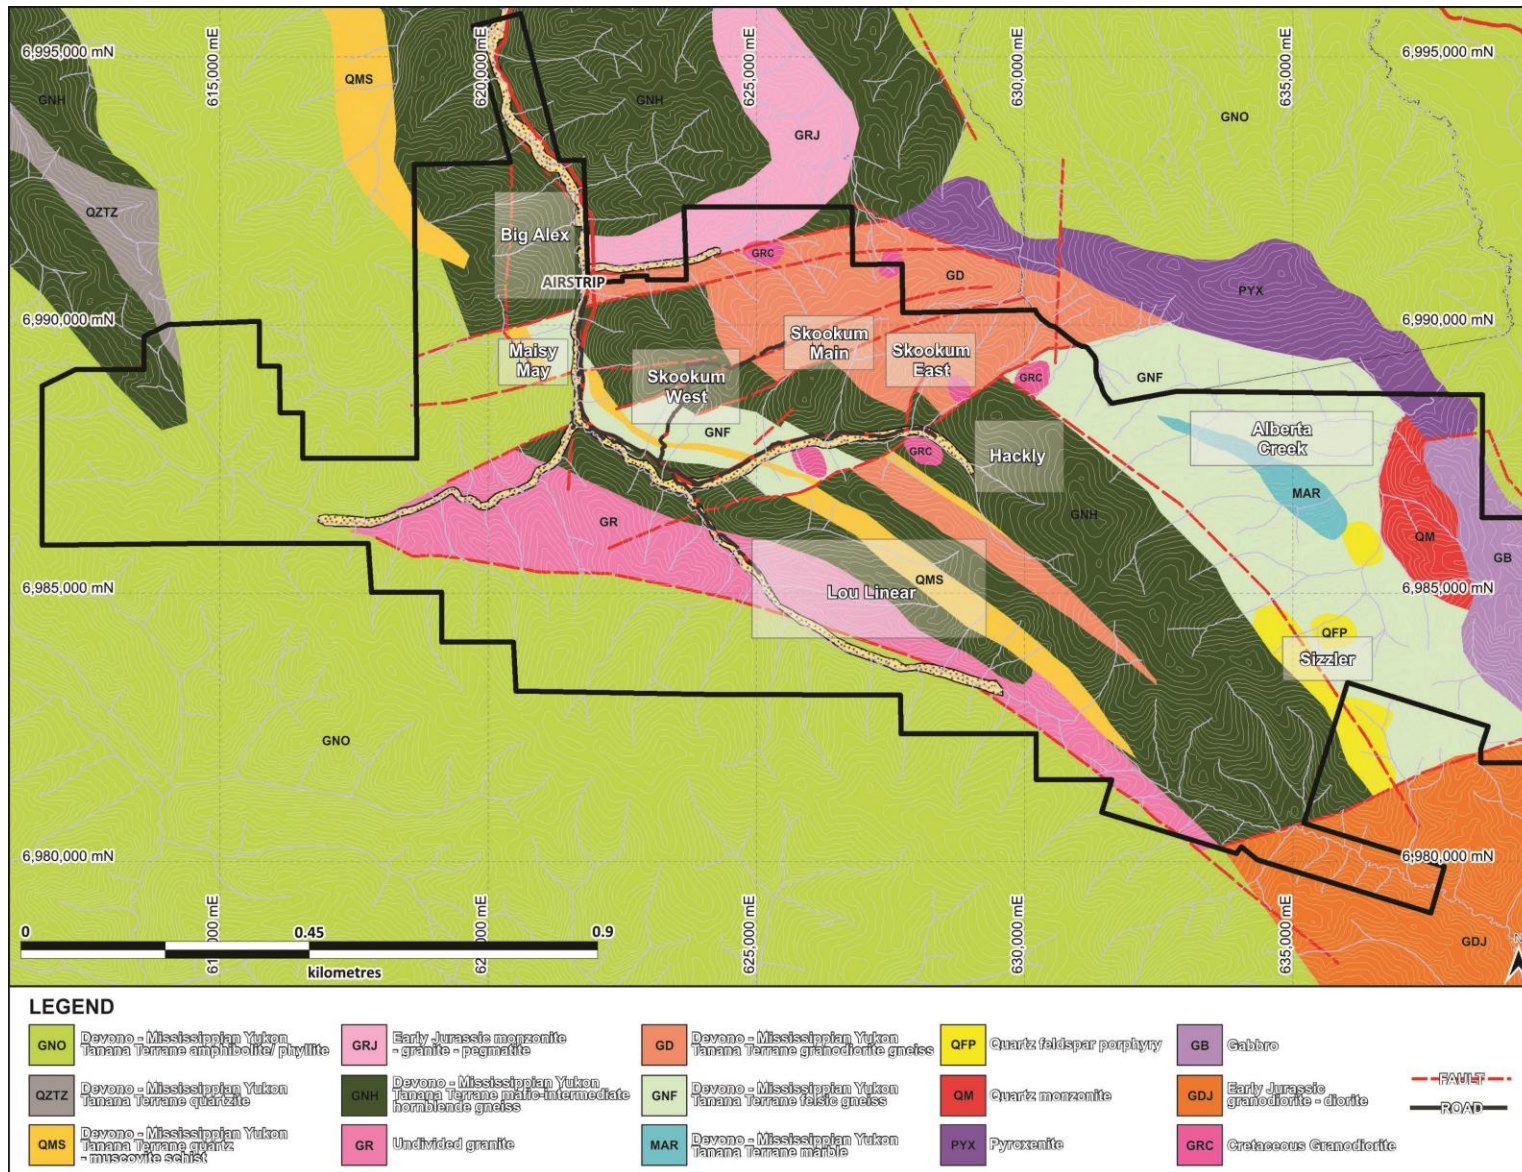 6,995,000 mN
615,000 mE
620,000 mE
625,000 mE
630,000 mE
635,000 mE
6,995,000 mN
QMS
GNH
GNH
GRJ
GNO
QZTZ
Big Alex
GRC
GD
AIRSTRIP
PYX
6,990,000 mN
6,990,000 mN
Maisy
May
Skookum
Main
Skookum
East
Skookum
West
GRC
GNF
GNF
Alberta
Creek
GRC
Hackly
MAR
GR
GNH
QM
GB
QMS
6,985,000 mN
6,985,000 mN
Lou Linear
QFP
Sizzler
GNO
6,980,000 mN
6,980,000 mN
GDJ
N
0 0.45 0.9
kilometres
625,000 mE
630,000 mE
635,000 mE
LEGEND
GNO Devono - Mississippian Yukon
Tanana Terrane amphibolite/ phyllite
QZTZ Devono - Mississippian Yukon
Tanana Terrane quartzite
QMS Devono - Mississippian Yukon
Tanana Terrane quartz
- muscovite schist
GRJ Early Jurassic monzonite
- granite - pegmatite
GNH Devono - Mississippian Yukon
Tanana Terrane mafic-intermediate
hornblende gneiss
GR Undivided granite
GD Devono - Mississippian Yukon
Tanana Terrane granodiorite gneiss
GNF Devono - Mississippian Yukon
Tanana Terrane felsic gneiss
MAR Devono - Mississippian Yukon
Tanana Terrane marble
QFP Quartz feldspar porphyry
QM Quartz monzonite
PYX Pyroxenite
GB Gabbro
GDJ Early Jurassic
granodiorite - diorite
GRC Cretaceous Granodiorite
FAULT
ROAD